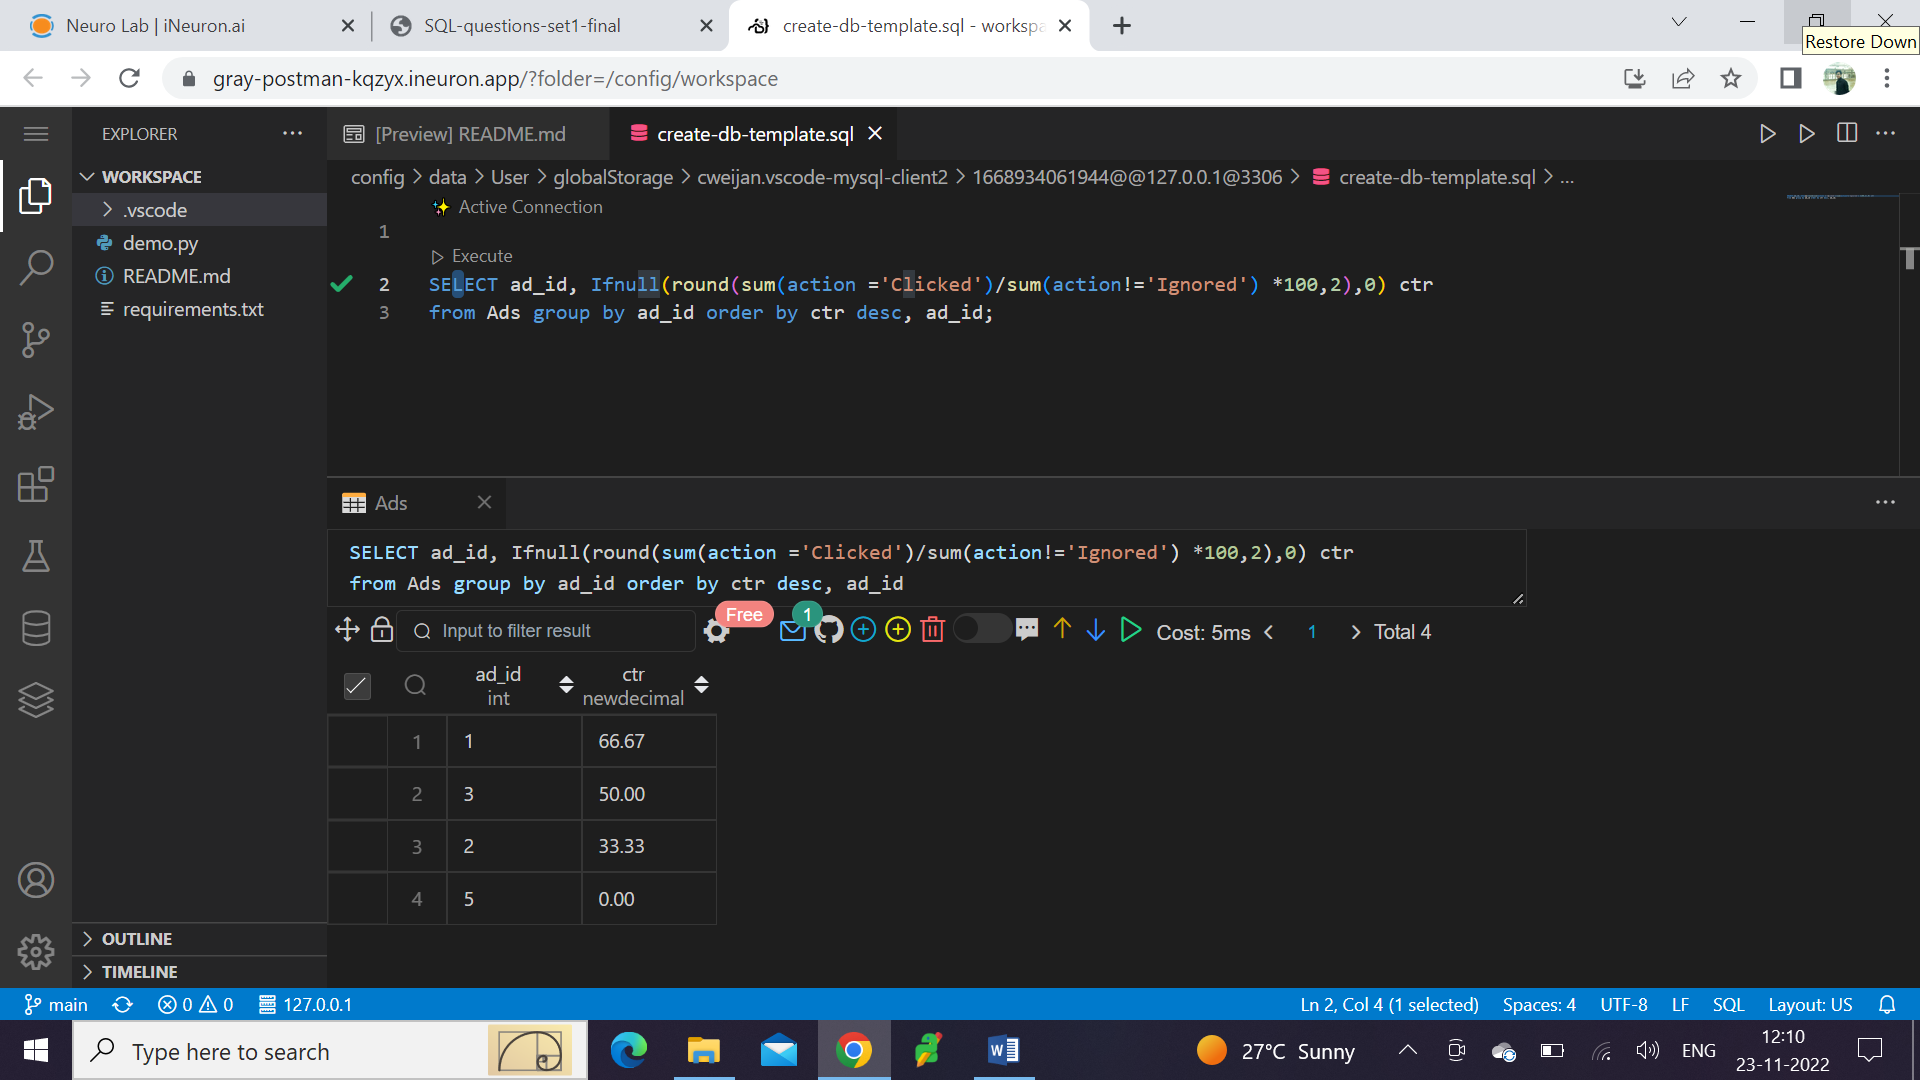 Neuro Lab | iNeuron.ai
SQL-questions-set1-final
create-db-template.sql - workspa
Restore Down
gray-postman-kqzyx.ineuron.app/?folder=/config/workspace
EXPLORER
[Preview] README.md
create-db-template.sql
WORKSPACE
config > data > User > globalStorage > cweijan.vscode-mysql-client2 > 1668934061944@@127.0.0.1@3306 > create-db-template.sql > ...
.vscode
demo.py
README.md
requirements.txt
Active Connection
1
Execute
2 SELECT ad_id, Ifnull(round(sum(action ='Clicked')/sum(action!='Ignored') *100,2),0) ctr
3 from Ads group by ad_id order by ctr desc, ad_id;
Ads
SELECT ad_id, Ifnull(round(sum(action ='Clicked')/sum(action!='Ignored') *100,2),0) ctr
from Ads group by ad_id order by ctr desc, ad_id
Input to filter result
Free
1
Cost: 5ms < 1 > Total 4
ad_id ctr
int newdecimal
1 1 66.67
2 3 50.00
3 2 33.33
4 5 0.00
OUTLINE
TIMELINE
main 0 0 127.0.0.1 Ln 2, Col 4 (1 selected) Spaces: 4 UTF-8 LF SQL Layout: US
Type here to search
27°C Sunny
ENG
12:10
23-11-2022